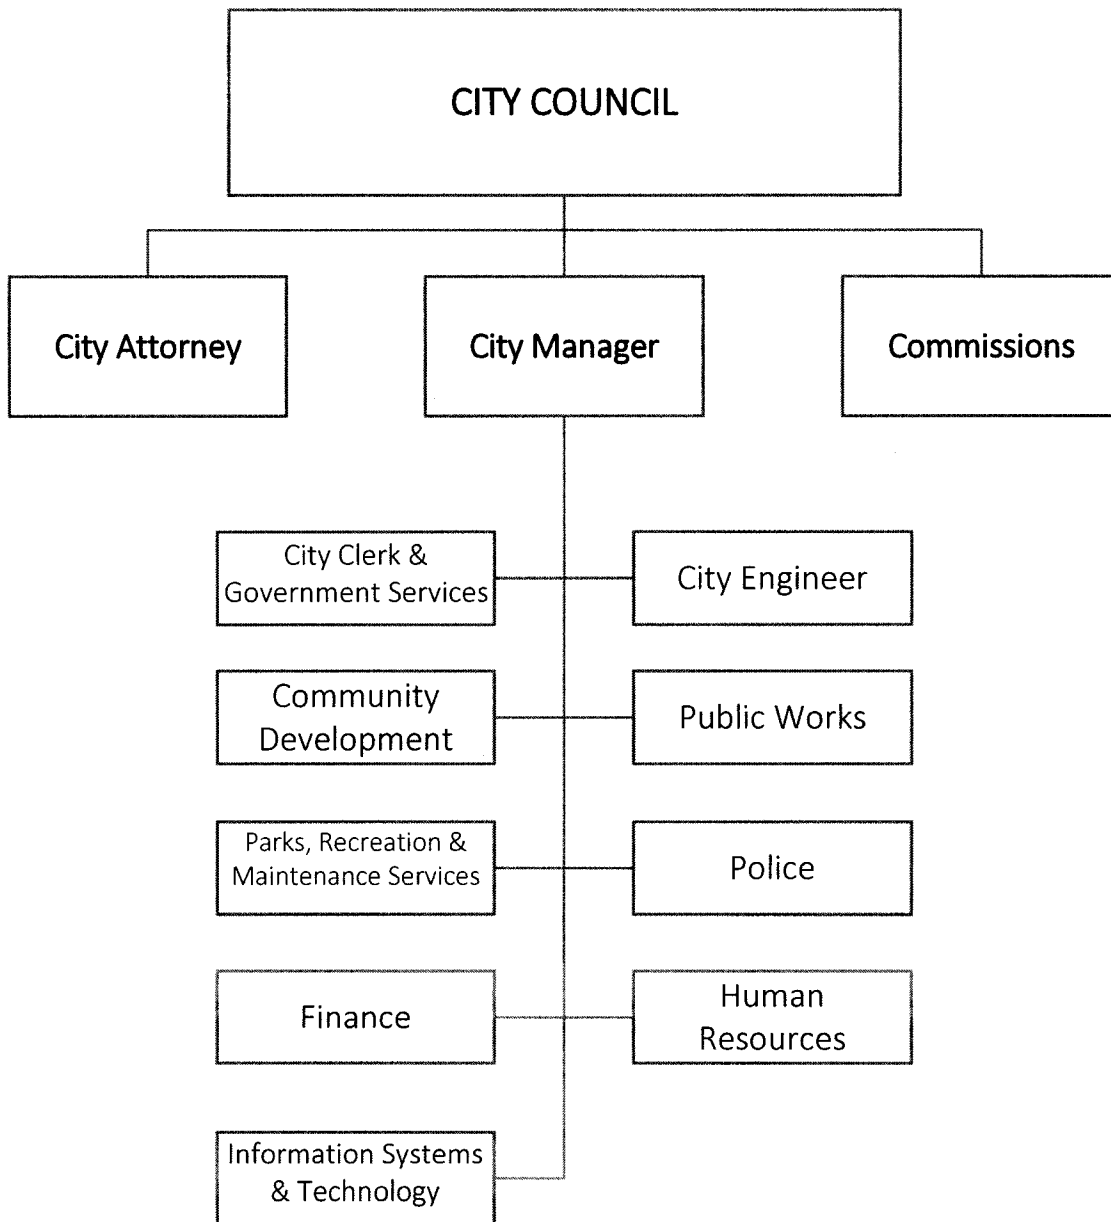 CITY COUNCIL
City Attorney
City Manager
Commissions
City Clerk &
Government Services
City Engineer
Community
Development
Public Works
Parks, Recreation &
Maintenance Services
Police
Finance
Human
Resources
Information Systems
& Technology